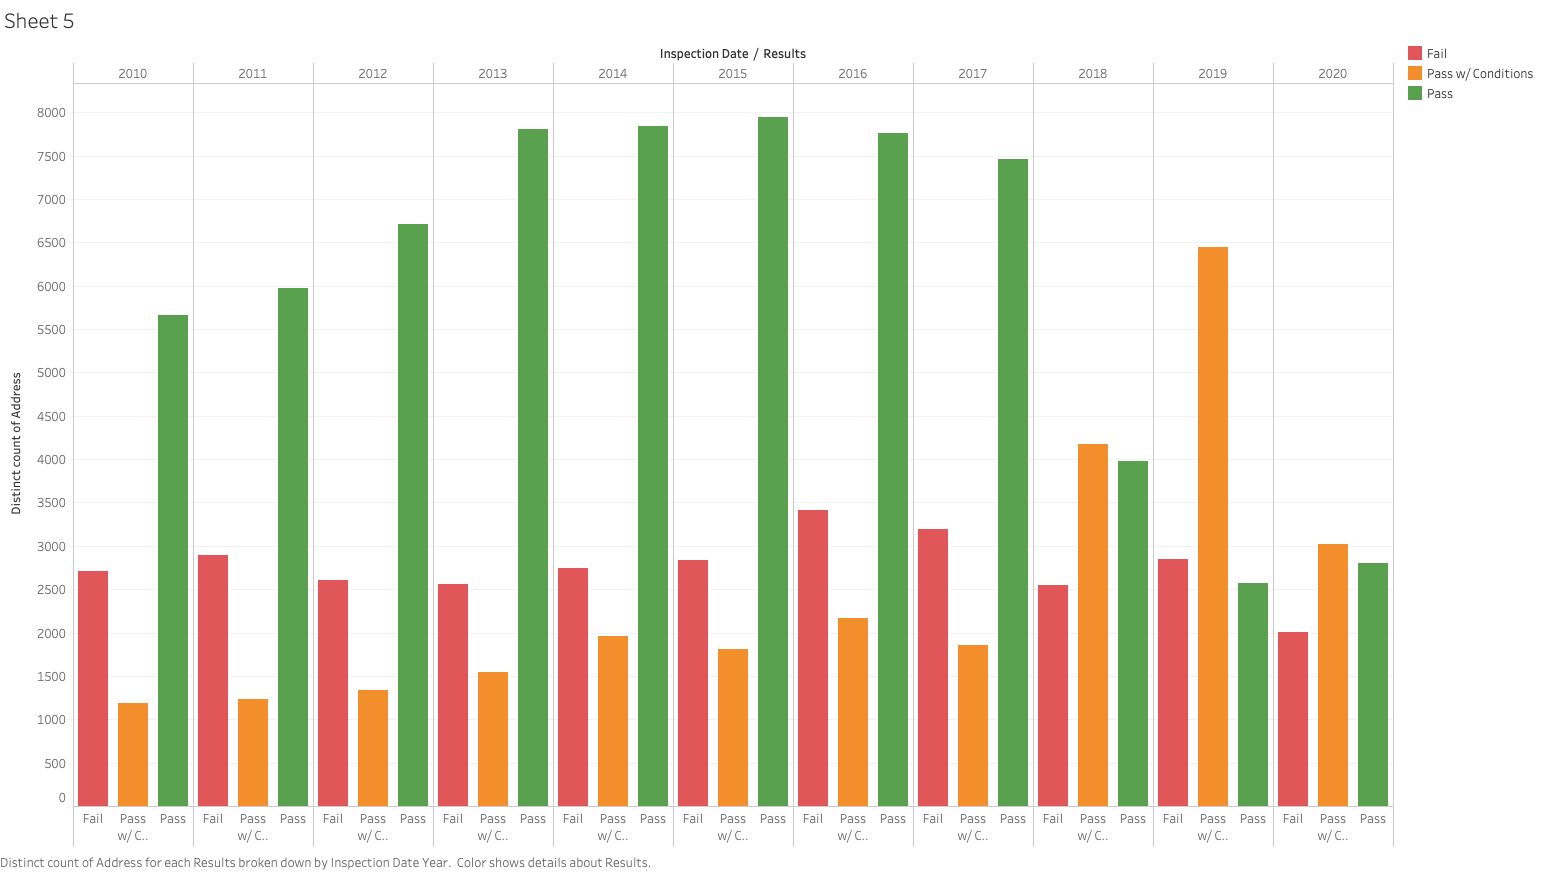 Sheet 5
Inspection Date / Results
2010 2011 2012 2013 2014 2015 2016 2017 2018 2019 2020
Fail
Pass w/ Conditions
Pass
Distinct count of Address
8000
7500
7000
6500
6000
5500
5000
4500
4000
3500
3000
2500
2000
1500
1000
500
0
Fail Pass Pass Fail Pass Pass Fail Pass Pass Fail Pass Pass Fail Pass Pass Fail Pass Pass Fail Pass Pass Fail Pass Pass Fail Pass Pass Fail Pass Pass Fail Pass Pass
w/ C.. w/ C.. w/ C.. w/ C.. w/ C.. w/ C.. w/ C.. w/ C.. w/ C.. w/ C.. w/ C..
Distinct count of Address for each Results broken down by Inspection Date Year.  Color shows details about Results.